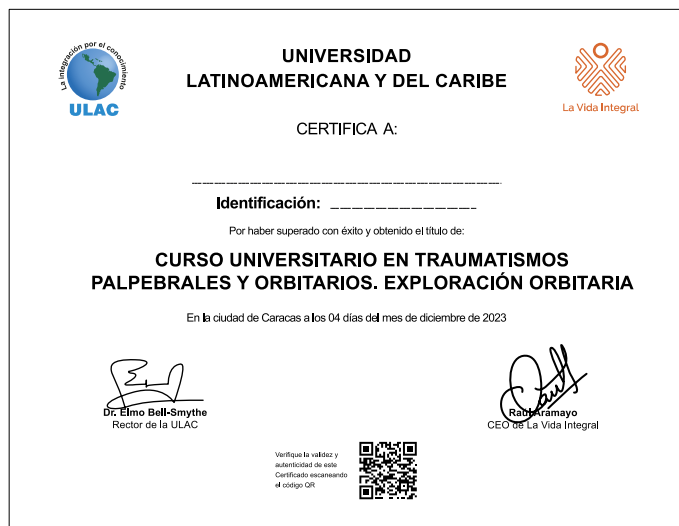 La integración por el conocimiento
ULAC
UNIVERSIDAD
LATINOAMERICANA Y DEL CARIBE
La Vida Integral
CERTIFICA A:
Identificación:
Por haber superado con éxito y obtenido el título de:
CURSO UNIVERSITARIO EN TRAUMATISMOS
PALPEBRALES Y ORBITARIOS. EXPLORACIÓN ORBITARIA
En la ciudad de Caracas a los 04 días del mes de diciembre de 2023
Dr. Elmo Bell-Smythe
Rector de la ULAC
Raúl Aramayo
CEO de La Vida Integral
Verifique la validez y
autenticidad de este
Certificado escaneando
el código QR